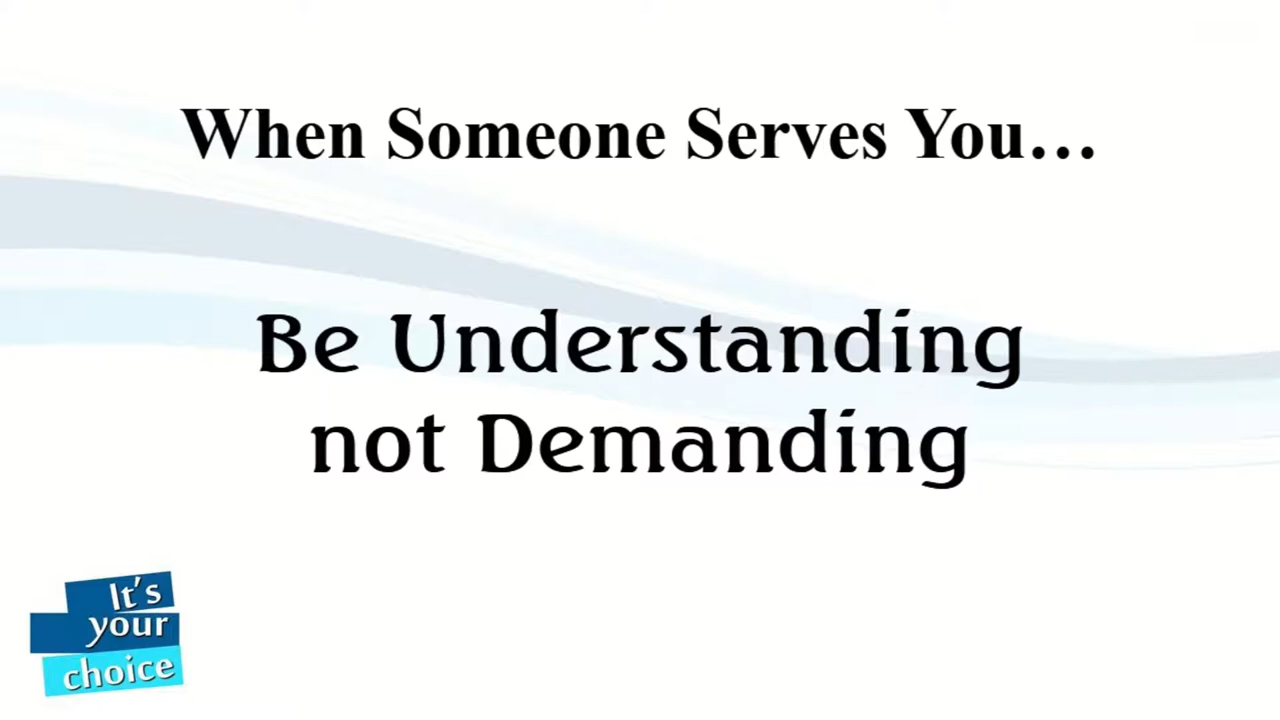 When Someone Serves You…
Be Understanding
not Demanding
It's
your
choice